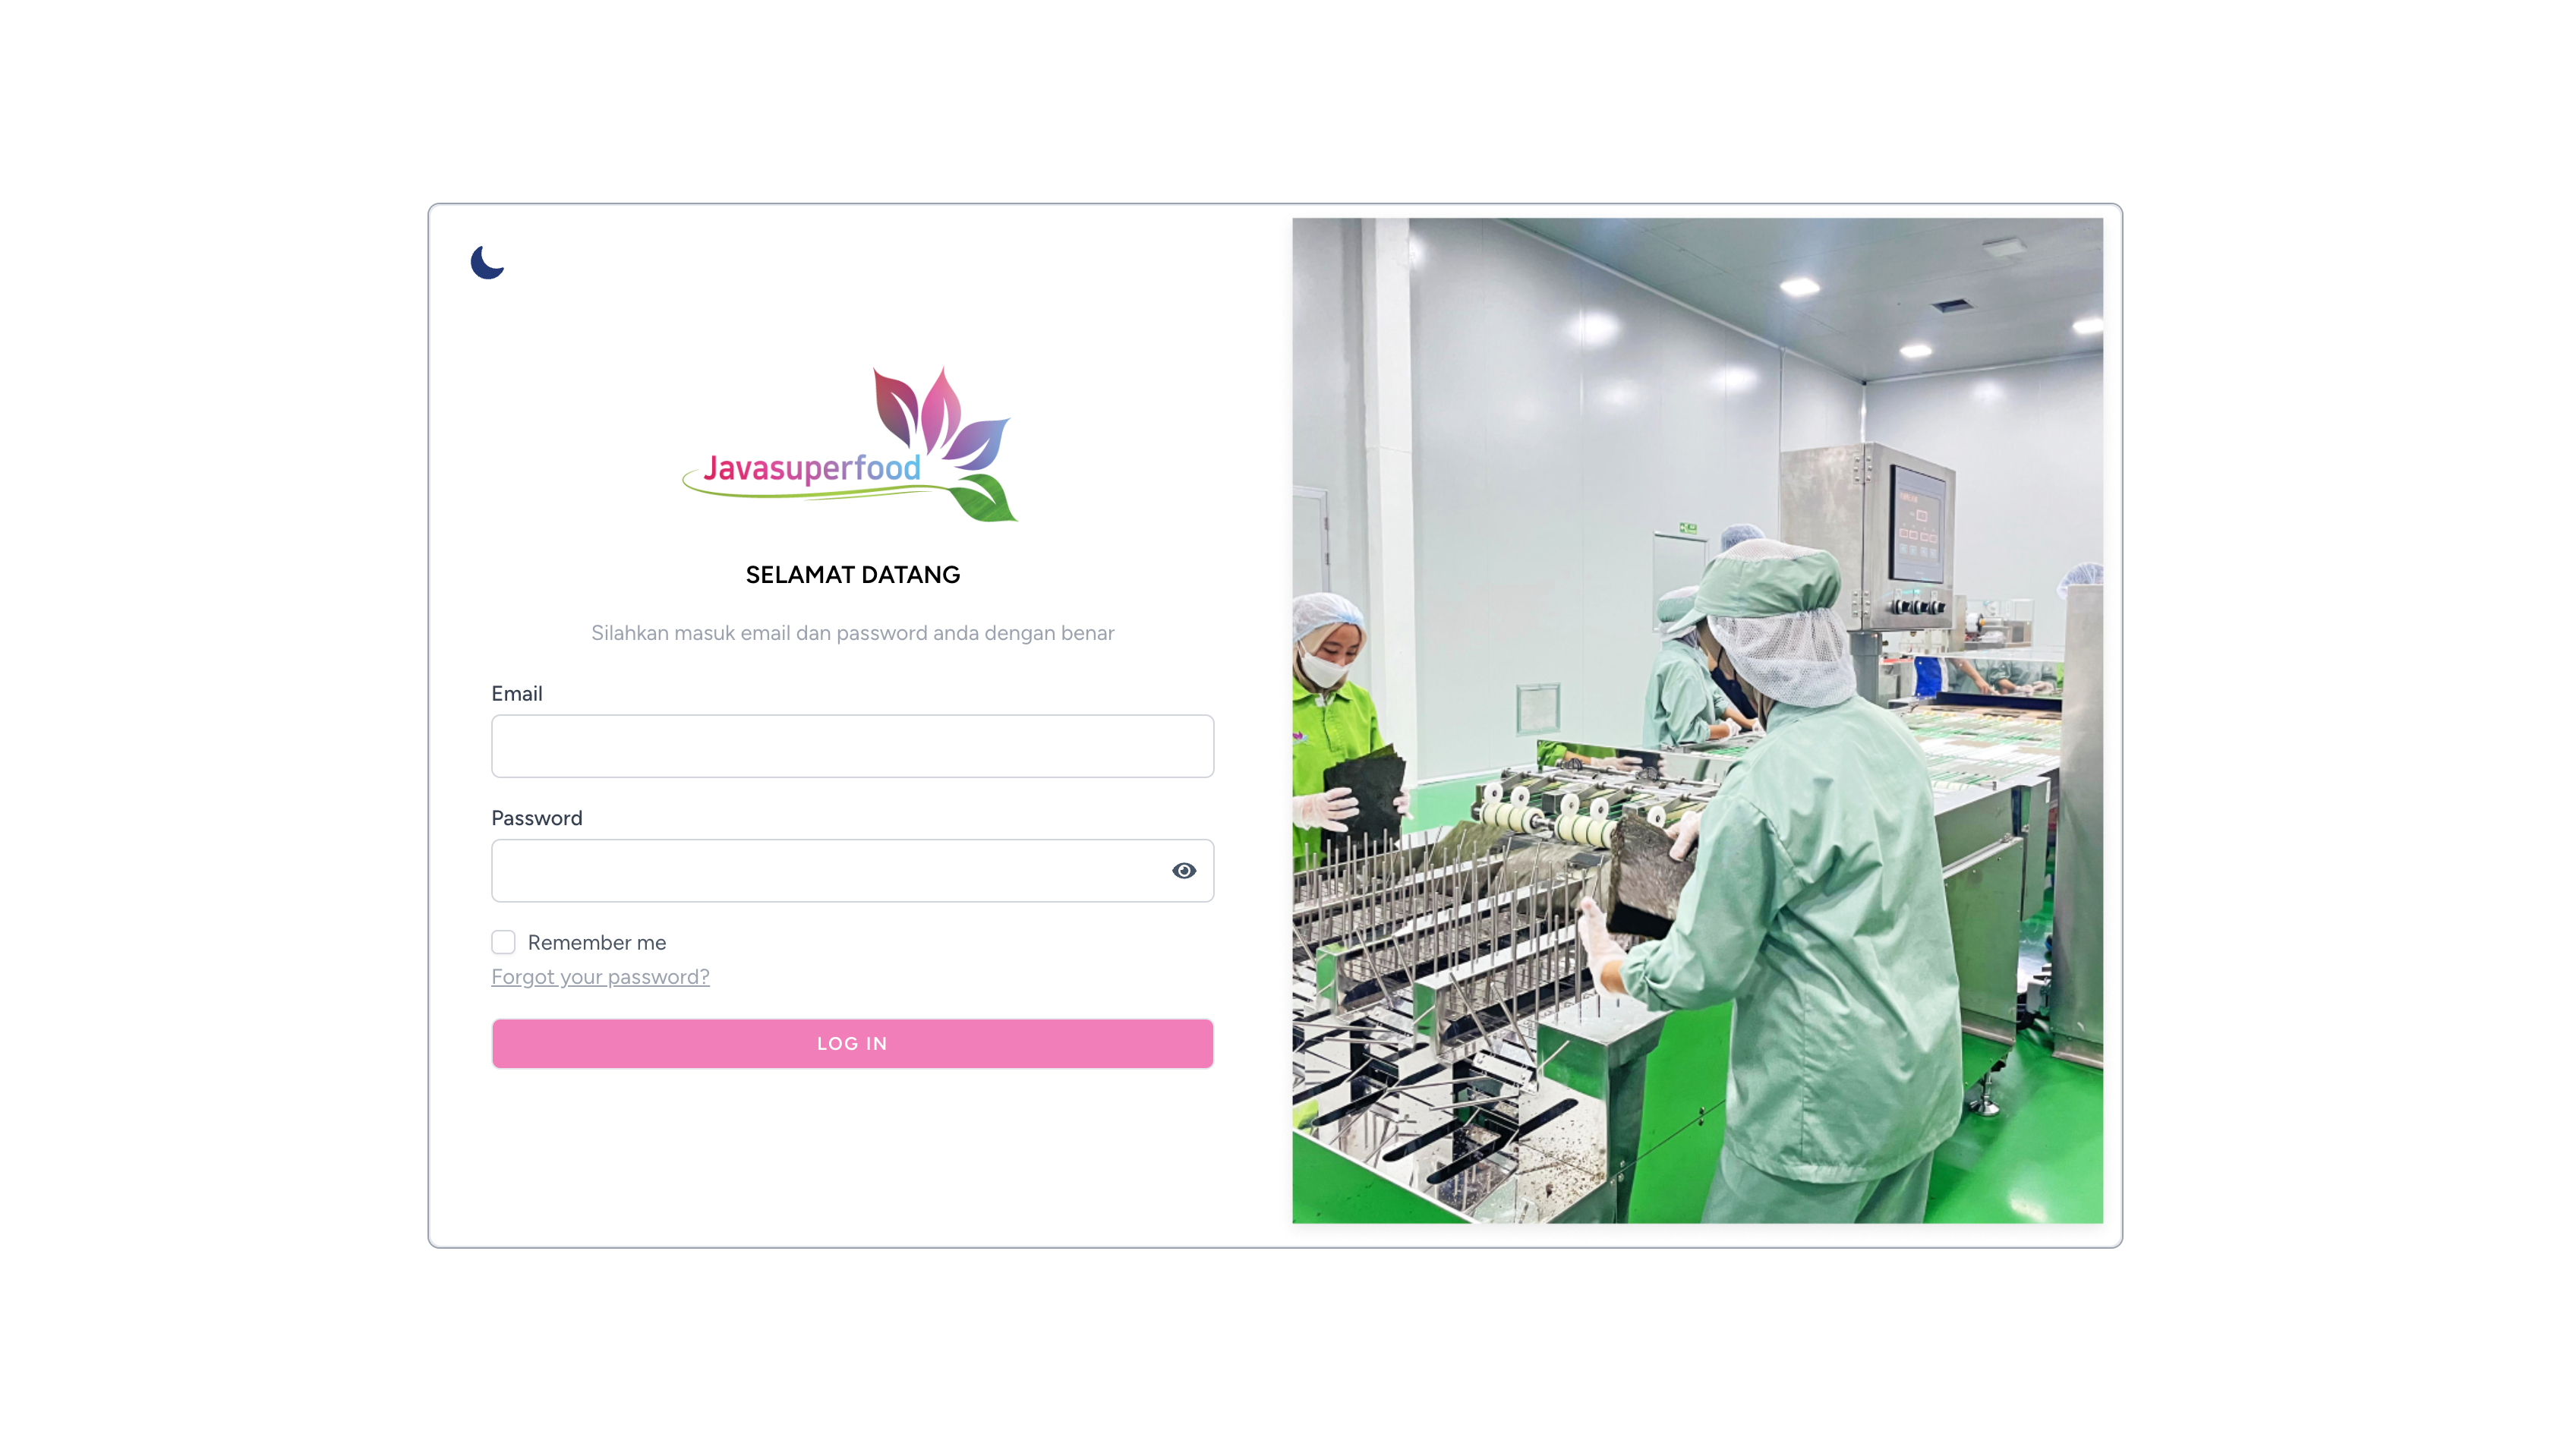 Javasuperfood
SELAMAT DATANG
Silahkan masuk email dan password anda dengan benar
Email
Password
Remember me
Forgot your password?
LOG IN